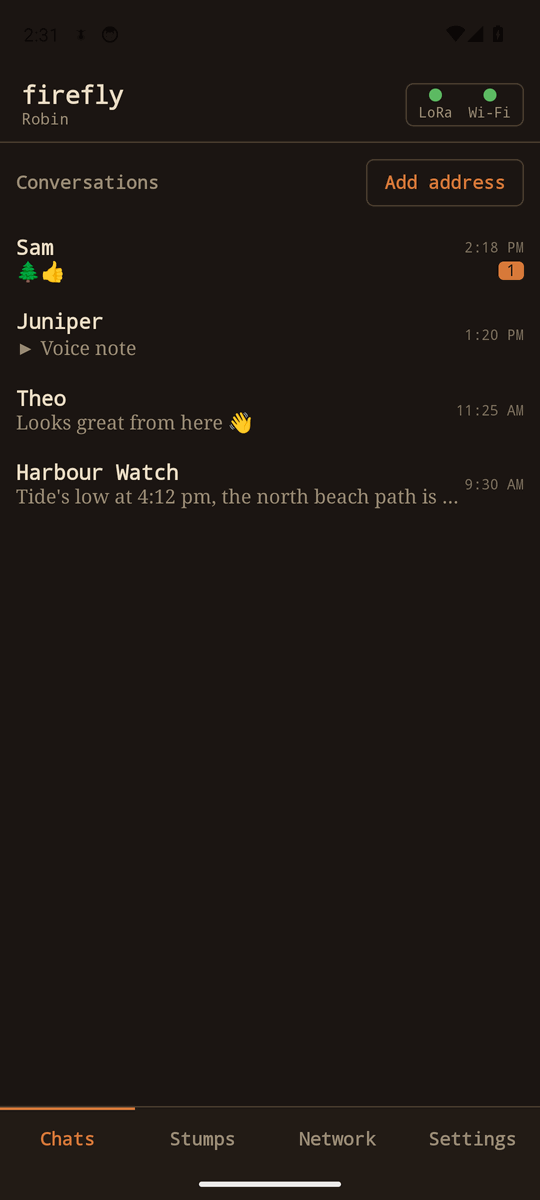 2:31
firefly
Robin
LoRa Wi-Fi
Conversations
Add address
Sam
2:18 PM
🌲👍
1
Juniper
▶ Voice note
1:20 PM
Theo
Looks great from here 👋
11:25 AM
Harbour Watch
Tide's low at 4:12 pm, the north beach path is …
9:30 AM
Chats Stumps Network Settings